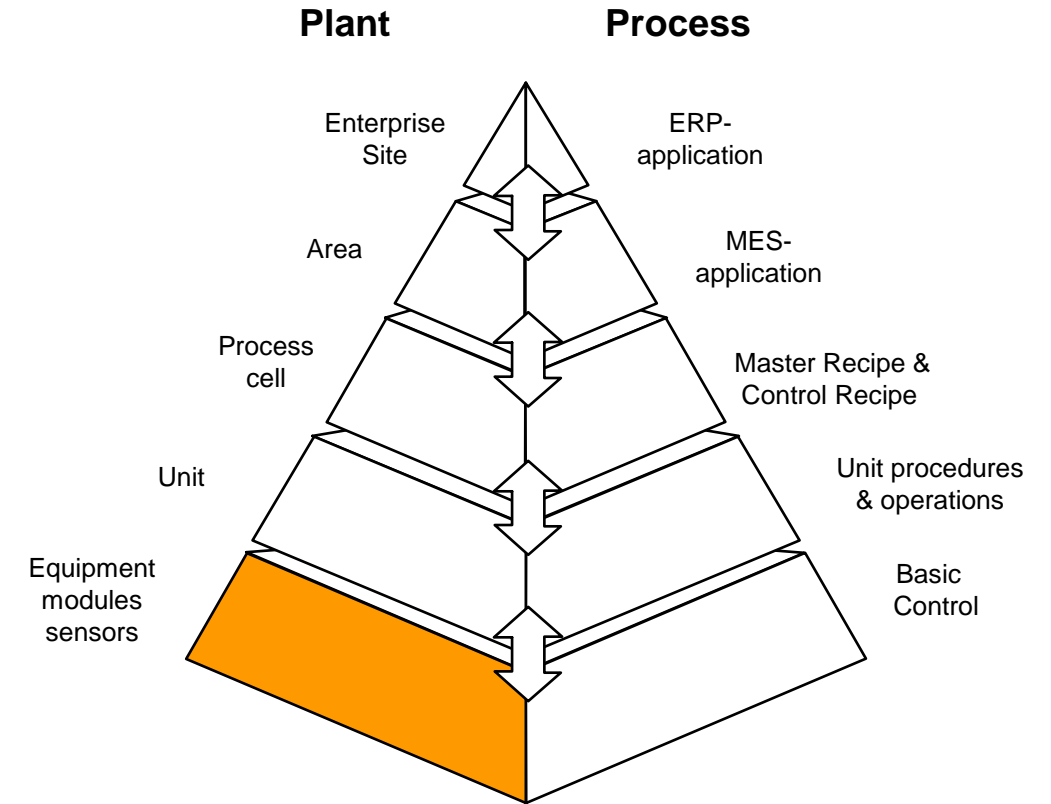 Plant
Process
Enterprise
Site
ERP-
application
Area
MES-
application
Process
cell
Master Recipe &
Control Recipe
Unit
Unit procedures
& operations
Equipment
modules
sensors
Basic
Control